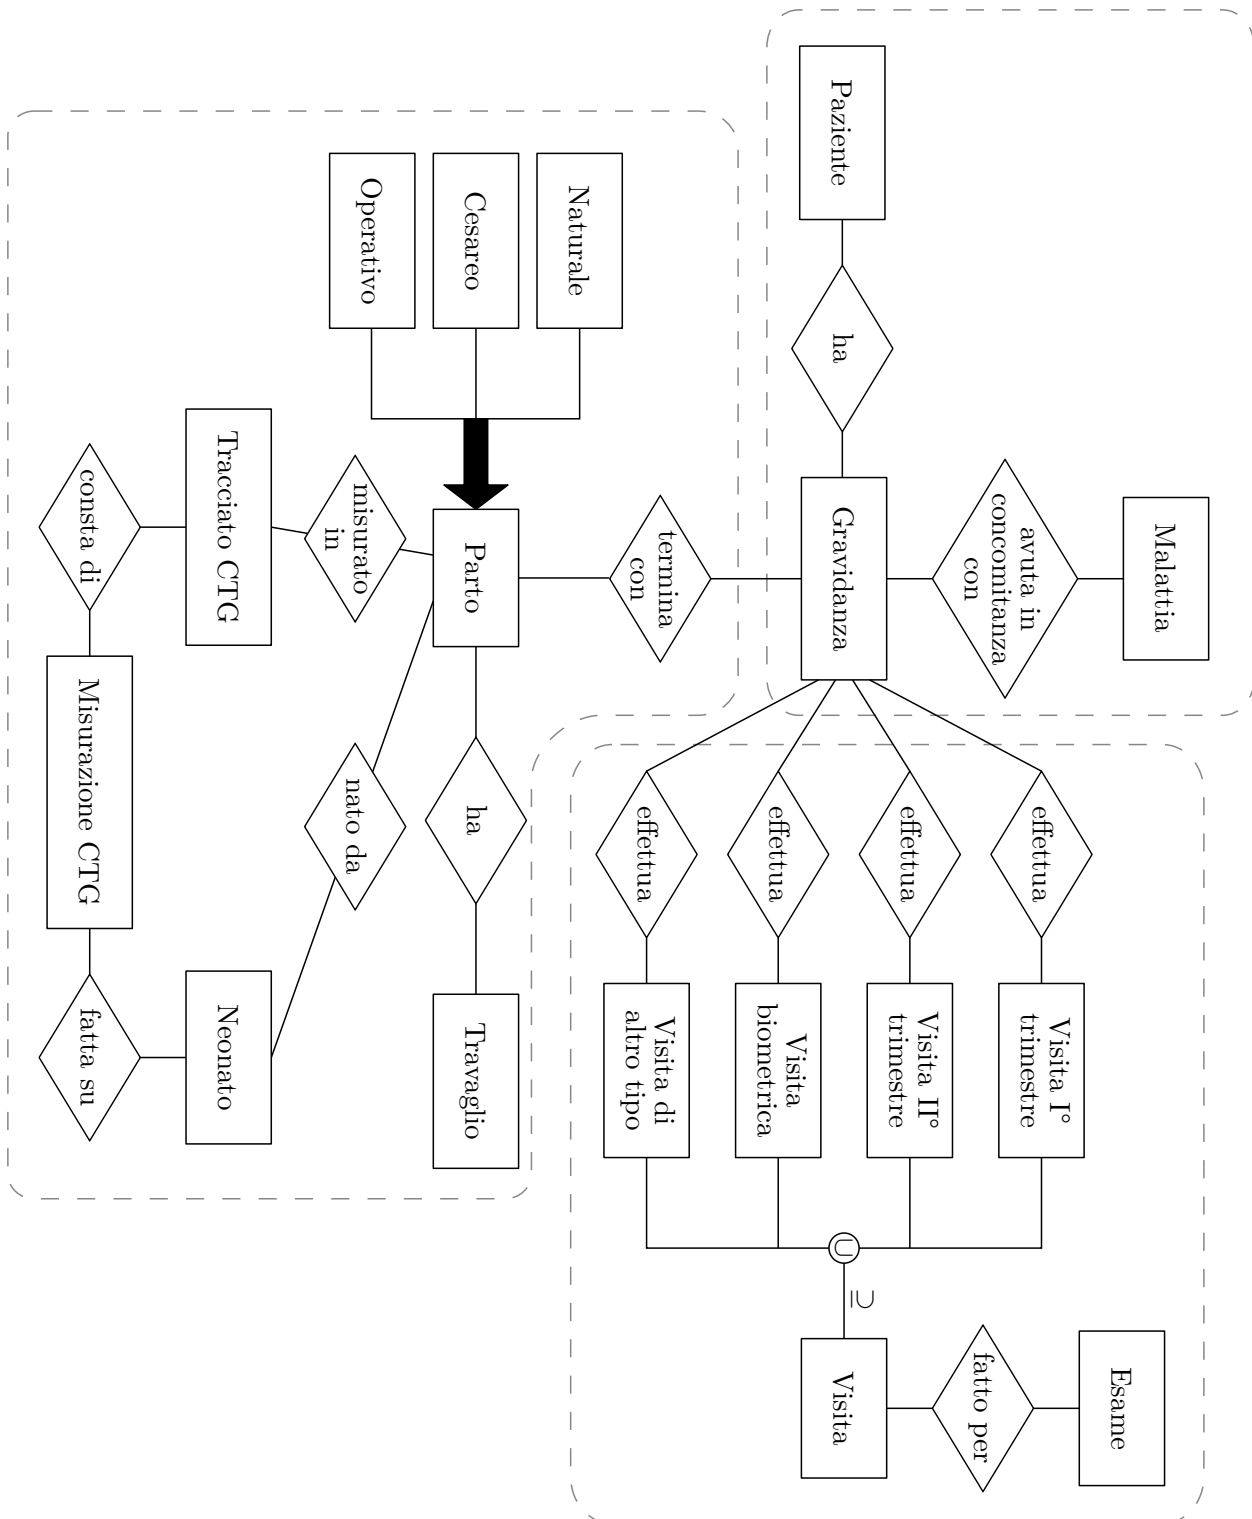 Malattia
Esame
avuta in
concomitanza
con
effettua
Visita I°
trimestre
fatto per
effettua
Visita II°
trimestre
Paziente
ha
Gravidanza
∪
⊇
Visita
effettua
Visita
biometrica
termina
con
effettua
Visita di
altro tipo
Naturale
Cesareo
Parto
ha
Travaglio
Operativo
misurato
in
nato da
Tracciato CTG
Neonato
consta di
Misurazione CTG
fatta su